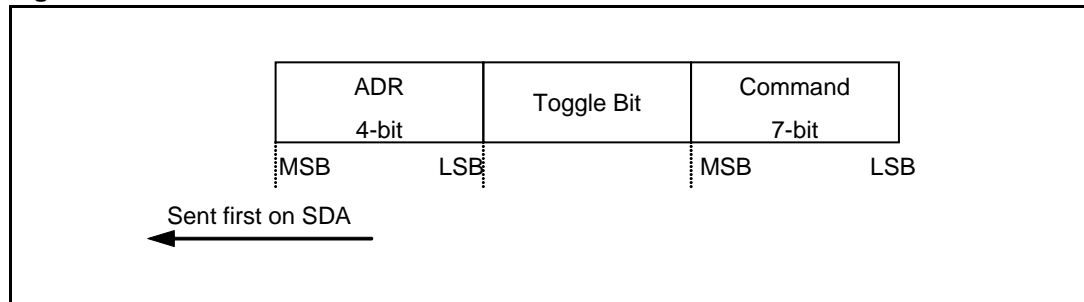 ADR
4-bit
Toggle Bit
Command
7-bit
MSB LSB MSB LSB
Sent first on SDA